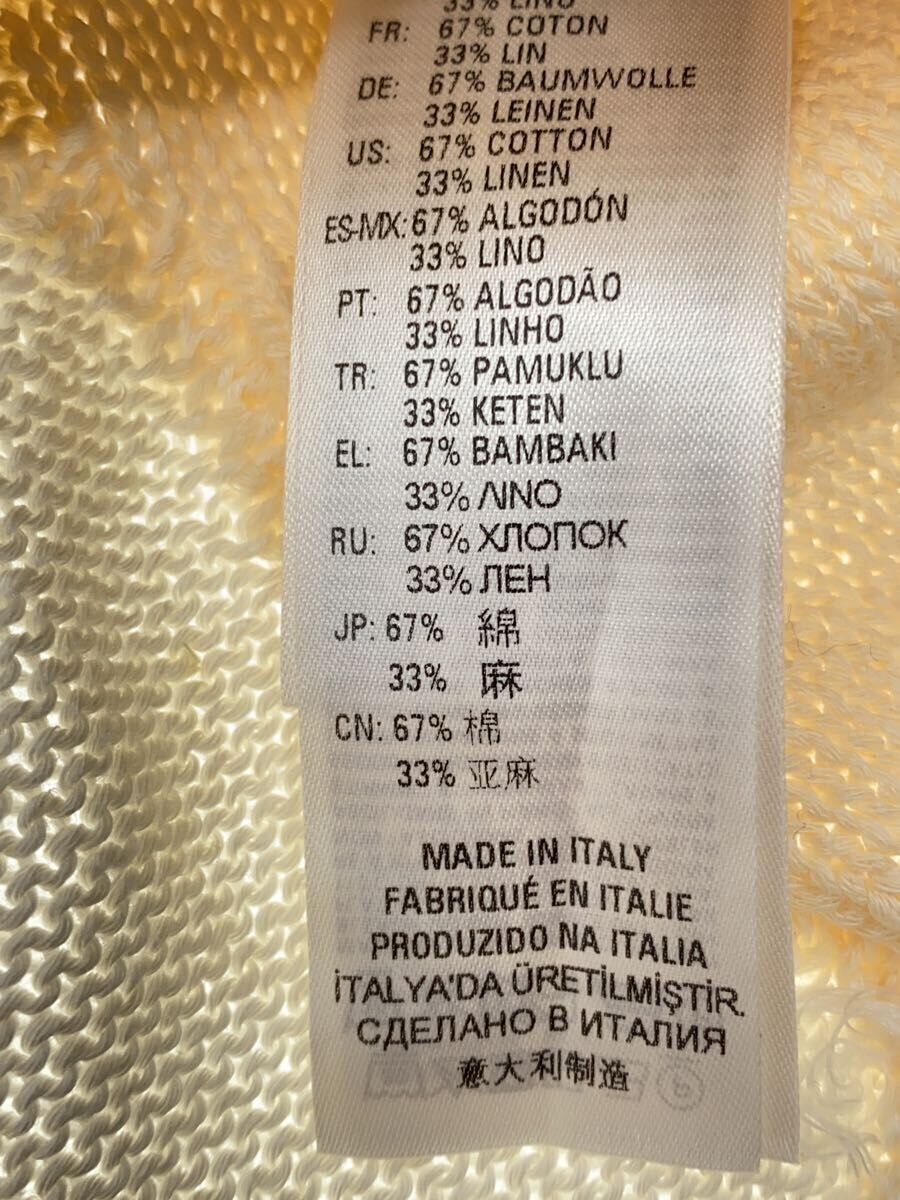 33% LINO
FR: 67% COTON
33% LIN
DE: 67% BAUMWOLLE
33% LEINEN
US: 67% COTTON
33% LINEN
ES-MX: 67% ALGODÓN
33% LINO
PT: 67% ALGODÃO
33% LINHO
TR: 67% PAMUKLU
33% KETEN
EL: 67% BAMBAKI
33% ΛΙΝΟ
RU: 67% ХЛОПОК
33% ЛЕН
JP: 67% 綿
33% 麻
CN: 67% 棉
33% 亚麻
MADE IN ITALY
FABRIQUÉ EN ITALIE
PRODUZIDO NA ITALIA
İTALYA'DA ÜRETİLMİŞTİR.
СДЕЛАНО В ИТАЛИЯ
意大利制造